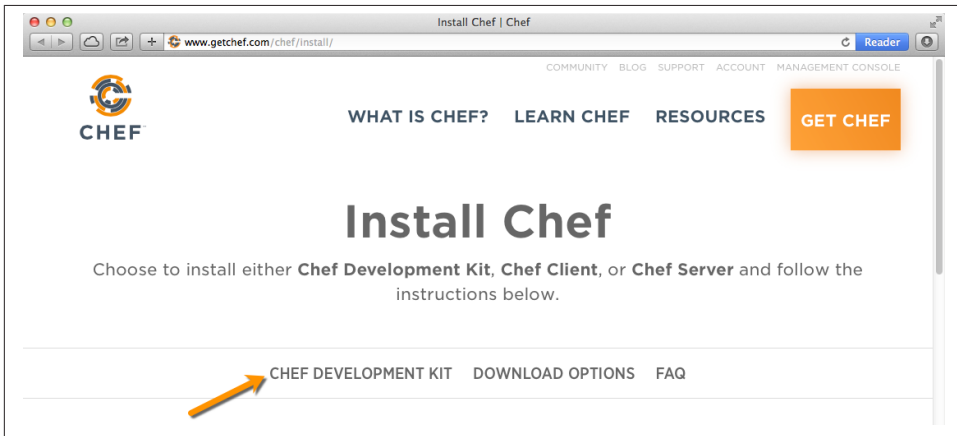 Install Chef | Chef
www.getchef.com/chef/install/
Reader
COMMUNITY BLOG SUPPORT ACCOUNT MANAGEMENT CONSOLE
CHEF
WHAT IS CHEF? LEARN CHEF RESOURCES GET CHEF
Install Chef
Choose to install either Chef Development Kit, Chef Client, or Chef Server and follow the
instructions below.
CHEF DEVELOPMENT KIT DOWNLOAD OPTIONS FAQ